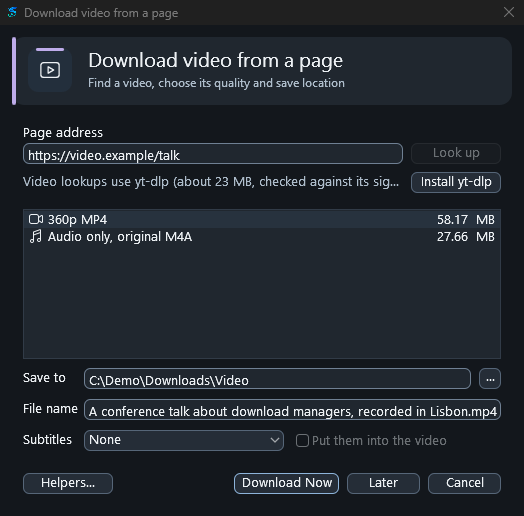 Download video from a page
Download video from a page
Find a video, choose its quality and save location
Page address
https://video.example/talk Look up
Video lookups use yt-dlp (about 23 MB, checked against its sig... Install yt-dlp
360p MP4 58.17 MB
Audio only, original M4A 27.66 MB
Save to C:\Demo\Downloads\Video ...
File name A conference talk about download managers, recorded in Lisbon.mp4
Subtitles None Put them into the video
Helpers... Download Now Later Cancel